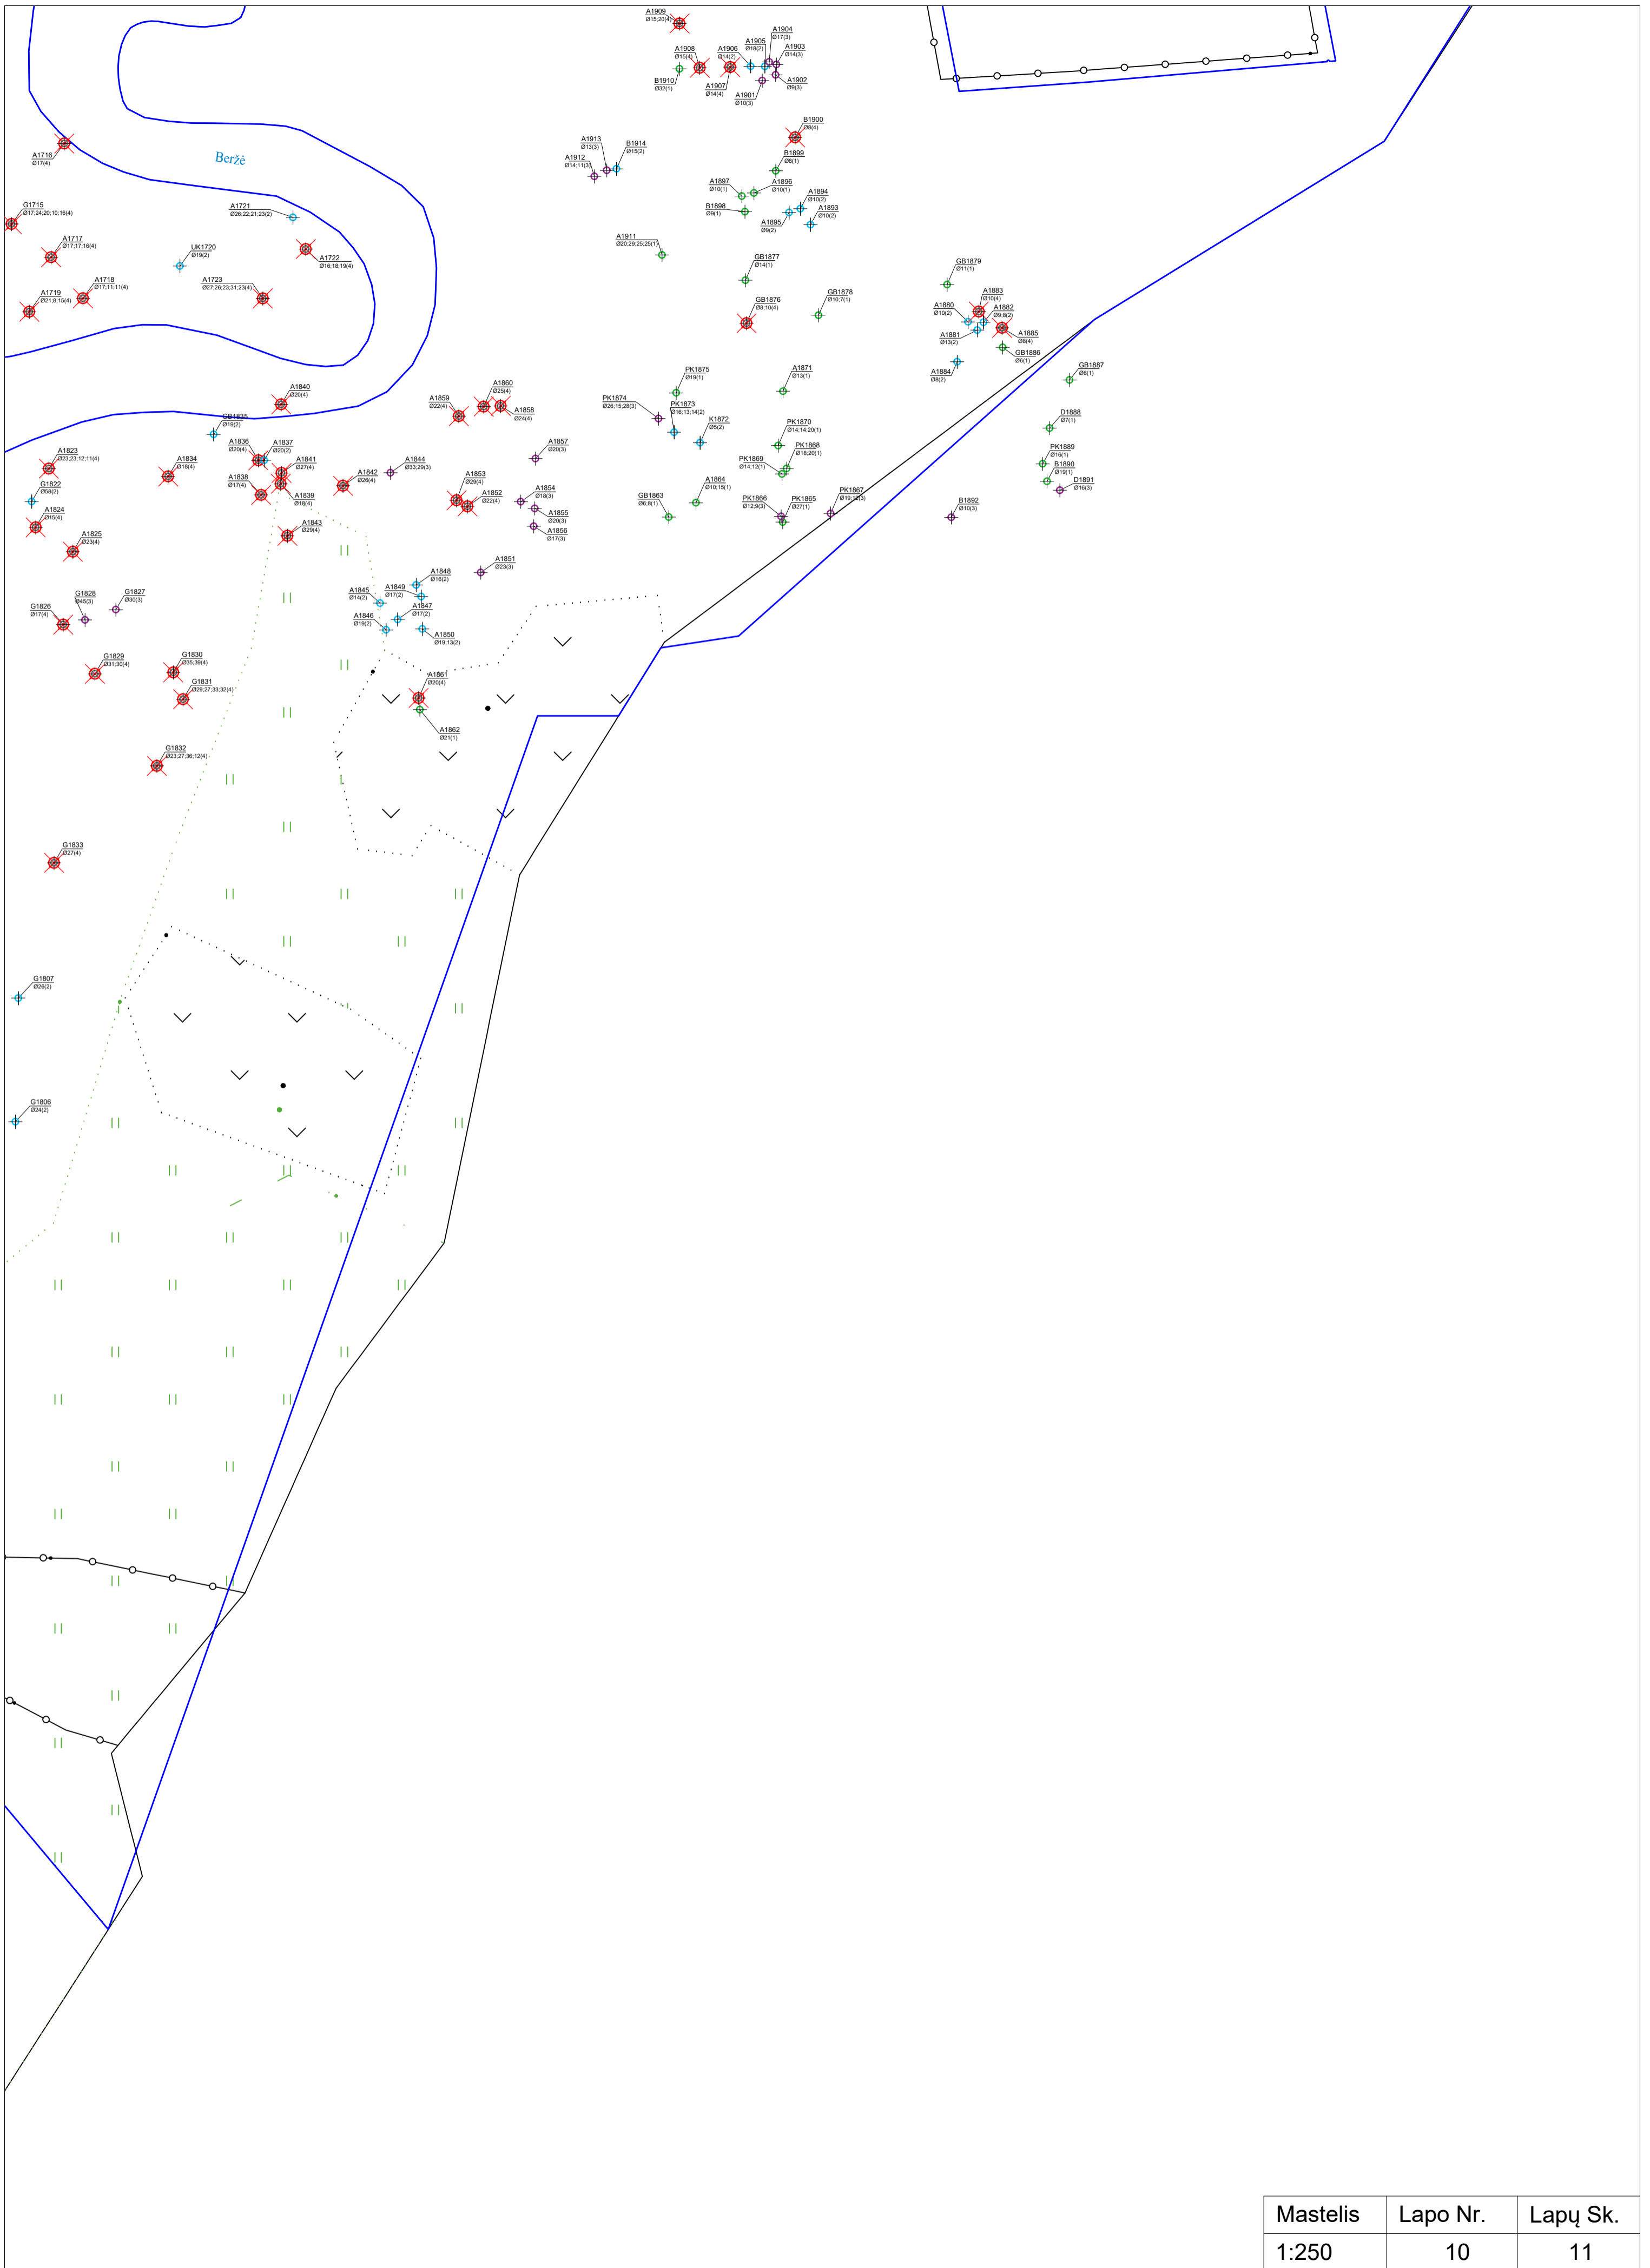 A1909
Ø15;20(4)
A1908
Ø15(4)
A1906
Ø14(2)
A1905
Ø18(2)
A1904
Ø17(3)
A1903
Ø14(3)
B1910
Ø32(1)
A1907
Ø14(4)
A1901
Ø10(3)
A1902
Ø9(3)
B1900
Ø8(4)
A1716
Ø17(4)
Beržė
A1913
Ø13(3)
B1914
Ø15(2)
A1912
Ø14;11(3)
B1899
Ø8(1)
A1897
Ø10(1)
A1896
Ø10(1)
A1894
Ø10(2)
B1898
Ø9(1)
A1895
Ø9(2)
A1893
Ø10(2)
G1715
Ø17;24;20;10;16(4)
A1721
Ø26;22;21;23(2)
A1717
Ø17;17;16(4)
UK1720
Ø19(2)
A1722
Ø16;18;19(4)
A1911
Ø20;29;25;25(1)
GB1877
Ø14(1)
GB1879
Ø11(1)
A1719
Ø21;8;15(4)
A1718
Ø17;11;11(4)
A1723
Ø27;26;23;31;23(4)
GB1876
Ø8;10(4)
GB1878
Ø10;7(1)
A1883
Ø10(4)
A1880
Ø10(2)
A1882
Ø9;8(2)
A1881
Ø13(2)
A1885
Ø8(4)
GB1886
Ø6(1)
A1884
Ø8(2)
GB1887
Ø6(1)
A1840
Ø20(4)
A1859
Ø22(4)
A1860
Ø25(4)
A1858
Ø24(4)
PK1875
Ø19(1)
A1871
Ø13(1)
PK1874
Ø26;15;28(3)
PK1873
Ø16;13;14(2)
K1872
Ø5(2)
PK1870
Ø14;14;20(1)
D1888
Ø7(1)
GB1835
Ø19(2)
A1836
Ø20(4)
A1837
Ø20(2)
A1857
Ø20(3)
PK1868
Ø18;20(1)
PK1869
Ø14;12(1)
PK1889
Ø16(1)
A1823
Ø23;23;12;11(4)
A1834
Ø18(4)
A1841
Ø27(4)
A1838
Ø17(4)
A1839
Ø18(4)
A1842
Ø26(4)
A1844
Ø33;29(3)
A1853
Ø29(4)
A1852
Ø22(4)
A1854
Ø18(3)
A1864
Ø10;15(1)
GB1863
Ø6;8(1)
PK1866
Ø12;9(3)
PK1865
Ø27(1)
PK1867
Ø19;12(3)
B1890
Ø19(1)
D1891
Ø16(3)
B1892
Ø10(3)
G1822
Ø58(2)
A1824
Ø15(4)
A1843
Ø29(4)
A1855
Ø20(3)
A1856
Ø17(3)
A1825
Ø23(4)
A1851
Ø23(3)
A1848
Ø16(2)
A1849
Ø17(2)
A1845
Ø14(2)
A1847
Ø17(2)
A1846
Ø19(2)
A1850
Ø19;13(2)
G1828
Ø45(3)
G1827
Ø30(3)
G1826
Ø17(4)
G1829
Ø31;30(4)
G1830
Ø35;39(4)
G1831
Ø29;27;33;32(4)
A1861
Ø20(4)
A1862
Ø21(1)
G1832
Ø23;27;36;12(4)
G1833
Ø27(4)
G1807
Ø26(2)
G1806
Ø24(2)
Mastelis Lapo Nr. Lapų Sk.
1:250 10 11